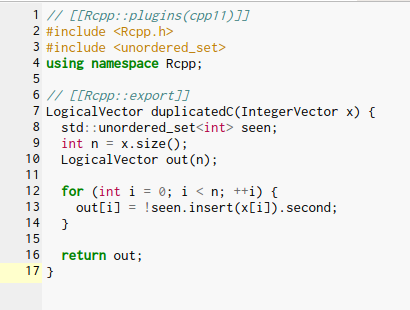 1 // [[Rcpp::plugins(cpp11)]]
2 #include <Rcpp.h>
3 #include <unordered_set>
4 using namespace Rcpp;
5
6 // [[Rcpp::export]]
7 LogicalVector duplicatedC(IntegerVector x) {
8   std::unordered_set<int> seen;
9   int n = x.size();
10   LogicalVector out(n);
11
12   for (int i = 0; i < n; ++i) {
13     out[i] = !seen.insert(x[i]).second;
14   }
15
16   return out;
17 }